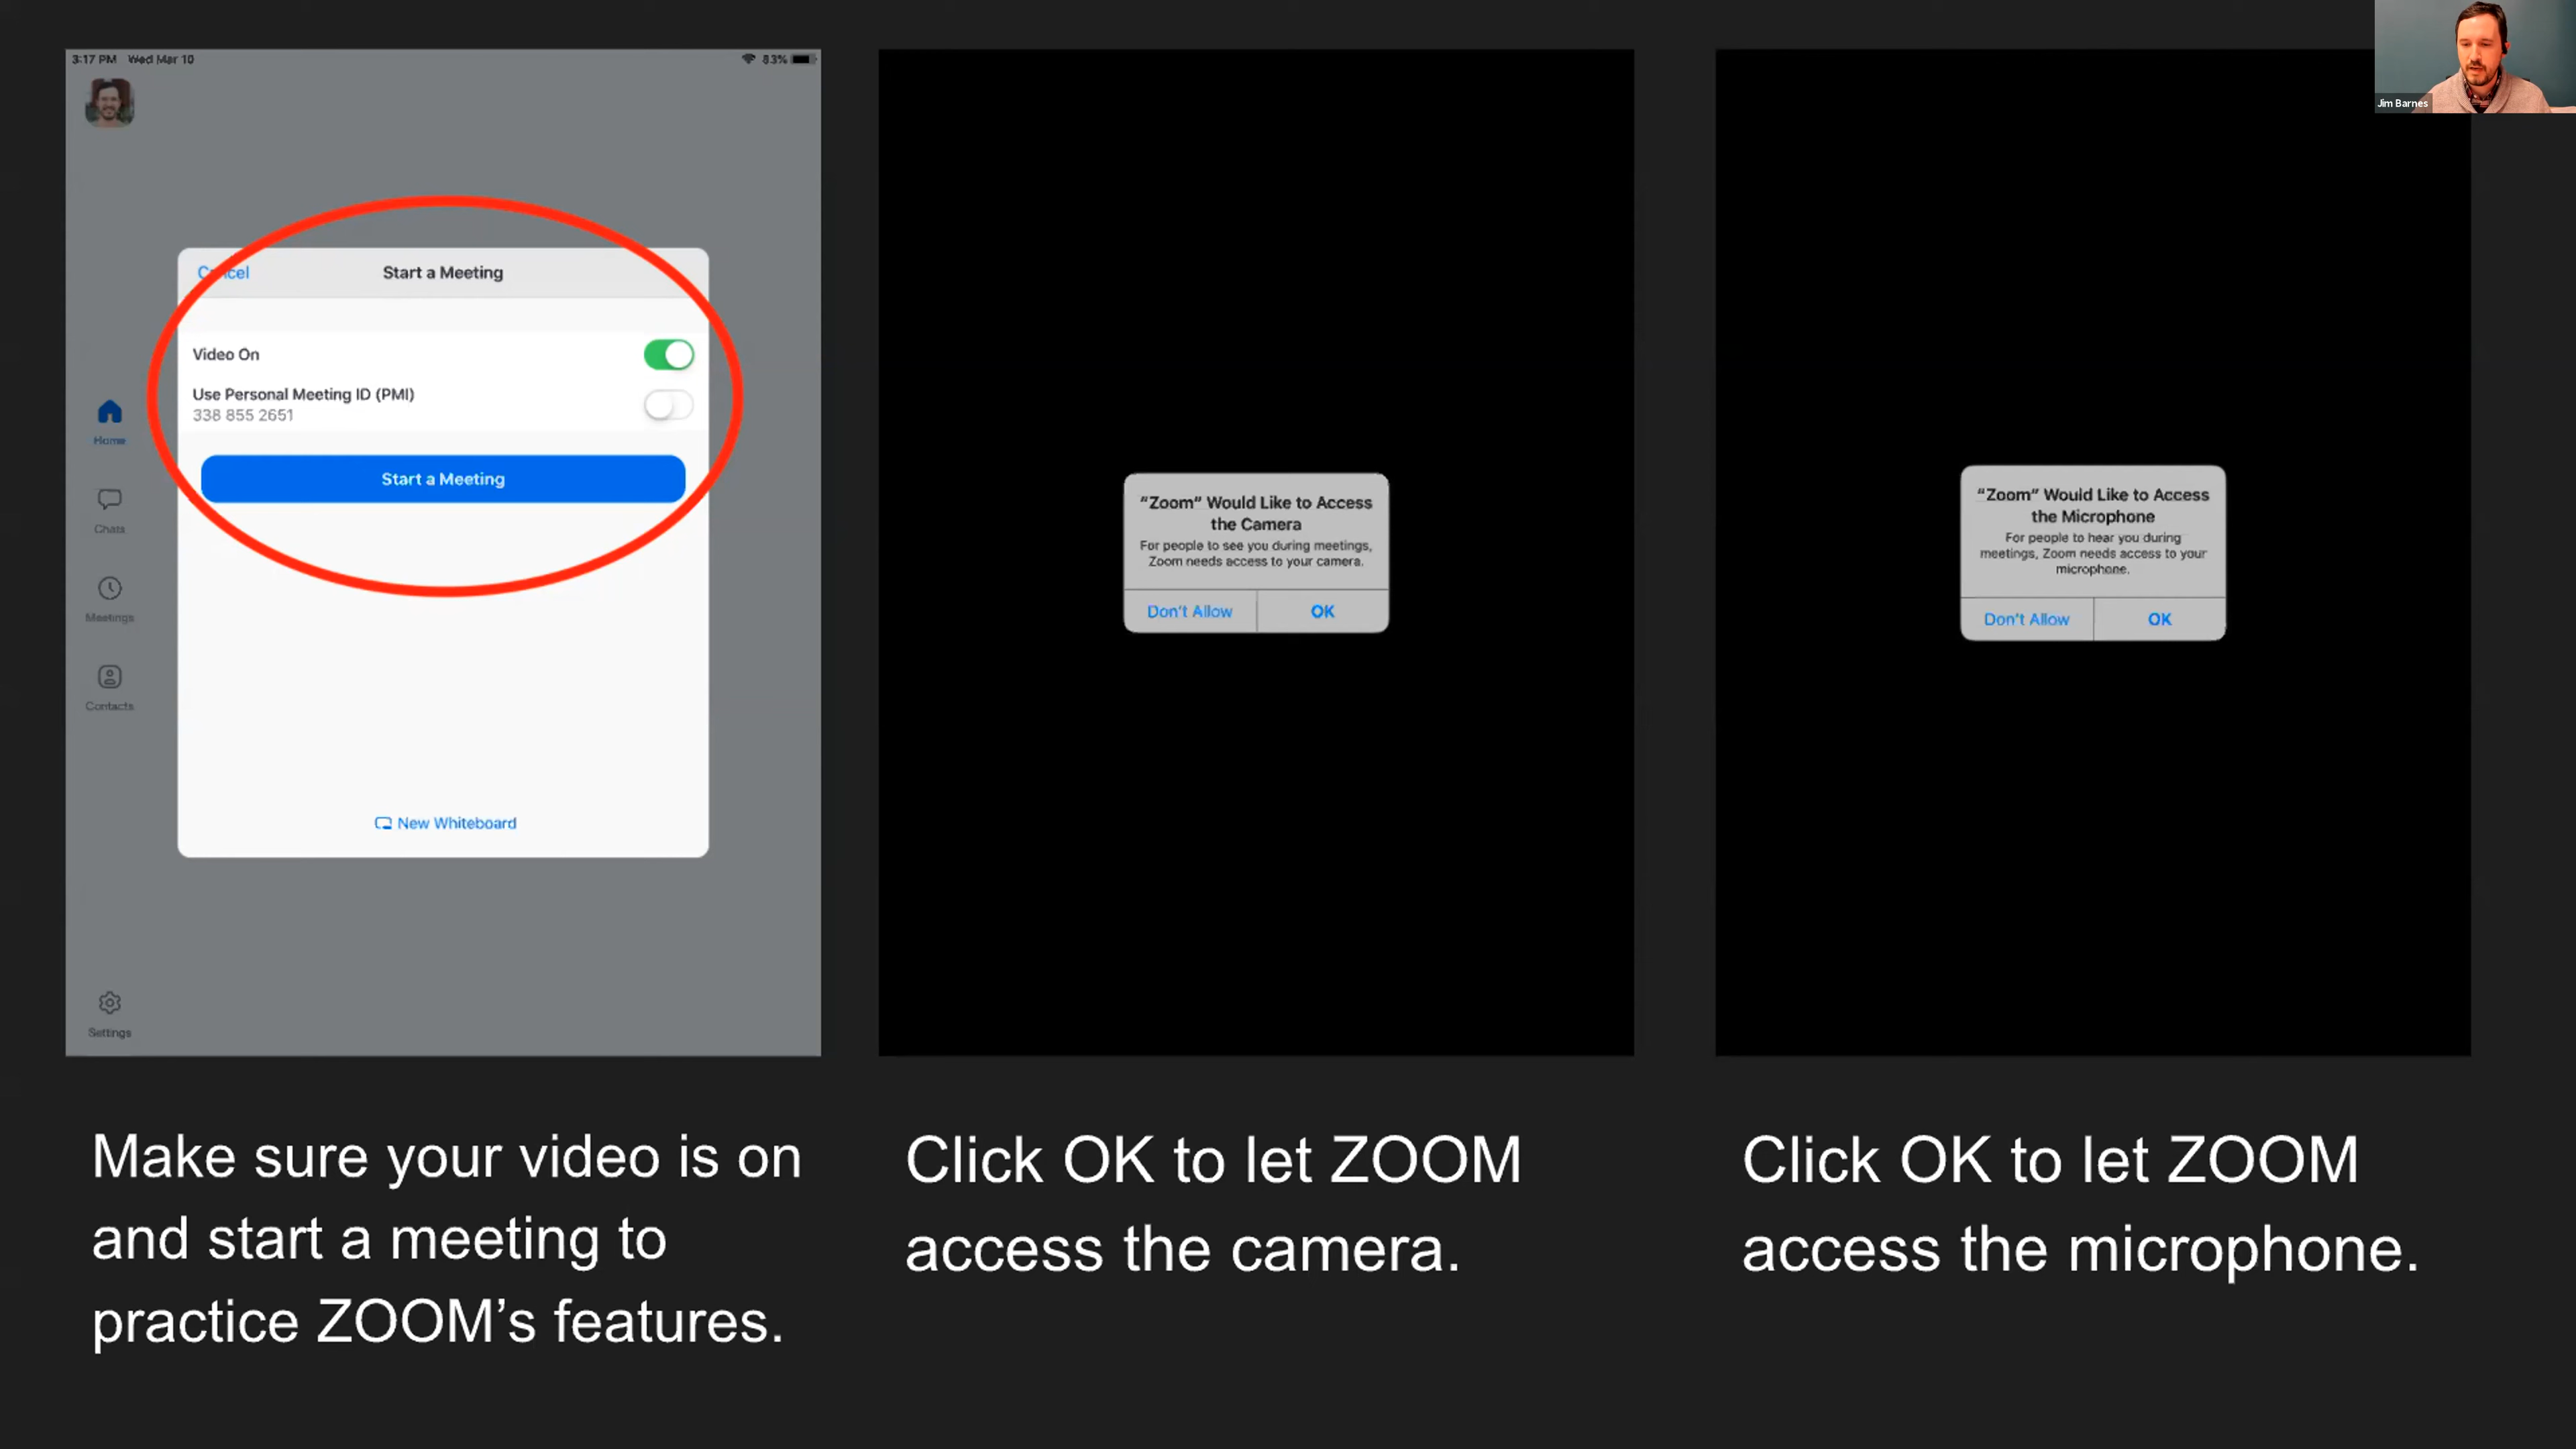 3:17 PM Wed Mar 10
83%
Cancel
Start a Meeting
Video On
Use Personal Meeting ID (PMI)
338 855 2651
Start a Meeting
New Whiteboard
Home
Chats
Meetings
Contacts
Settings
Make sure your video is on
and start a meeting to
practice ZOOM’s features.
“Zoom” Would Like to Access
the Camera
For people to see you during meetings,
Zoom needs access to your camera.
Don’t Allow
OK
Click OK to let ZOOM
access the camera.
“Zoom” Would Like to Access
the Microphone
For people to hear you during
meetings, Zoom needs access to your
microphone.
Don’t Allow
OK
Click OK to let ZOOM
access the microphone.
Jim Barnes